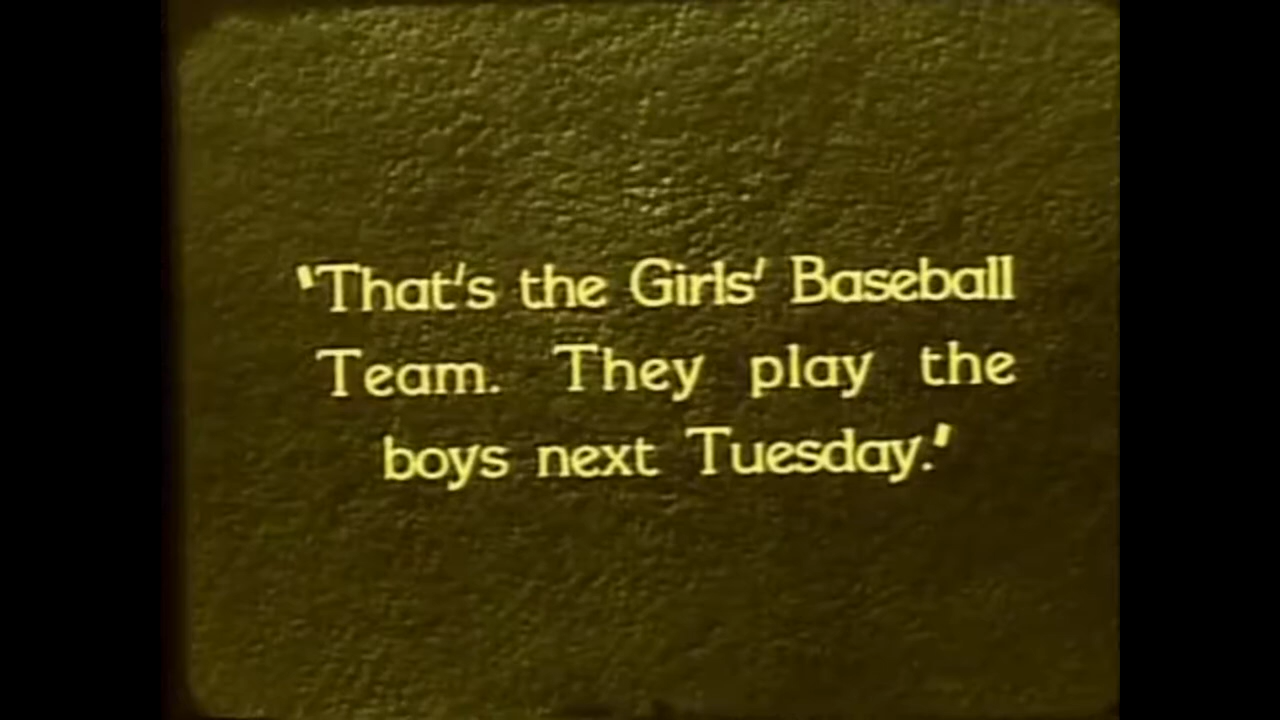 'That's the Girls' Baseball
Team. They play the
boys next Tuesday.'